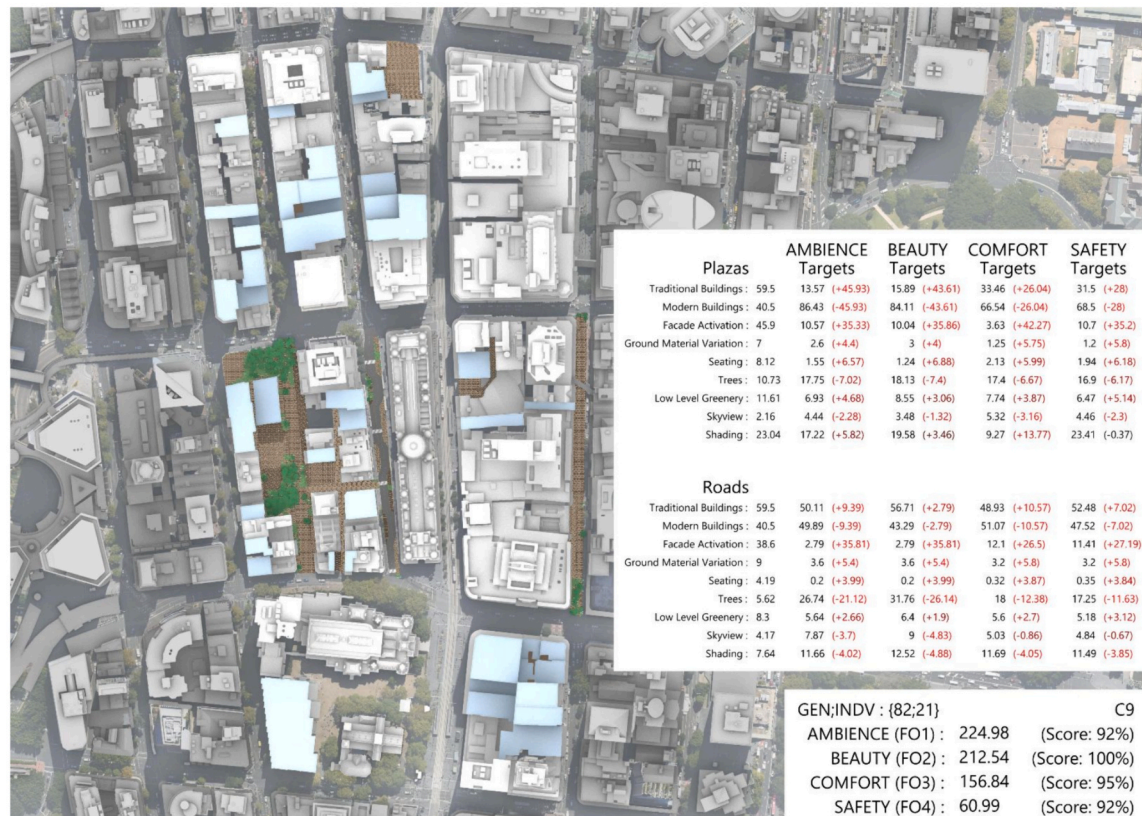 AMBIENCE BEAUTY COMFORT SAFETY
Plazas Targets Targets Targets Targets
Traditional Buildings : 59.5 13.57 (+45.93) 15.89 (+43.61) 33.46 (+26.04) 31.5 (+28)
Modern Buildings : 40.5 86.43 (-45.93) 84.11 (-43.61) 66.54 (-26.04) 68.5 (-28)
Facade Activation : 45.9 10.57 (+35.33) 10.04 (+35.86) 3.63 (+42.27) 10.7 (+35.2)
Ground Material Variation : 7 2.6 (+4.4) 3 (+4) 1.25 (+5.75) 1.2 (+5.8)
Seating : 8.12 1.55 (+6.57) 1.24 (+6.88) 2.13 (+5.99) 1.94 (+6.18)
Trees : 10.73 17.75 (-7.02) 18.13 (-7.4) 17.4 (-6.67) 16.9 (-6.17)
Low Level Greenery : 11.61 6.93 (+4.68) 8.55 (+3.06) 7.74 (+3.87) 6.47 (+5.14)
Skyview : 2.16 4.44 (-2.28) 3.48 (-1.32) 5.32 (-3.16) 4.46 (-2.3)
Shading : 23.04 17.22 (+5.82) 19.58 (+3.46) 9.27 (+13.77) 23.41 (-0.37)
Roads
Traditional Buildings : 59.5 50.11 (+9.39) 56.71 (+2.79) 48.93 (+10.57) 52.48 (+7.02)
Modern Buildings : 40.5 49.89 (-9.39) 43.29 (-2.79) 51.07 (-10.57) 47.52 (-7.02)
Facade Activation : 38.6 2.79 (+35.81) 2.79 (+35.81) 12.1 (+26.5) 11.41 (+27.19)
Ground Material Variation : 9 3.6 (+5.4) 3.6 (+5.4) 3.2 (+5.8) 3.2 (+5.8)
Seating : 4.19 0.2 (+3.99) 0.2 (+3.99) 0.32 (+3.87) 0.35 (+3.84)
Trees : 5.62 26.74 (-21.12) 31.76 (-26.14) 18 (-12.38) 17.25 (-11.63)
Low Level Greenery : 8.3 5.64 (+2.66) 6.4 (+1.9) 5.6 (+2.7) 5.18 (+3.12)
Skyview : 4.17 7.87 (-3.7) 9 (-4.83) 5.03 (-0.86) 4.84 (-0.67)
Shading : 7.64 11.66 (-4.02) 12.52 (-4.88) 11.69 (-4.05) 11.49 (-3.85)
GEN;INDV : {82;21} C9
AMBIENCE (FO1) : 224.98 (Score: 92%)
BEAUTY (FO2) : 212.54 (Score: 100%)
COMFORT (FO3) : 156.84 (Score: 95%)
SAFETY (FO4) : 60.99 (Score: 92%)